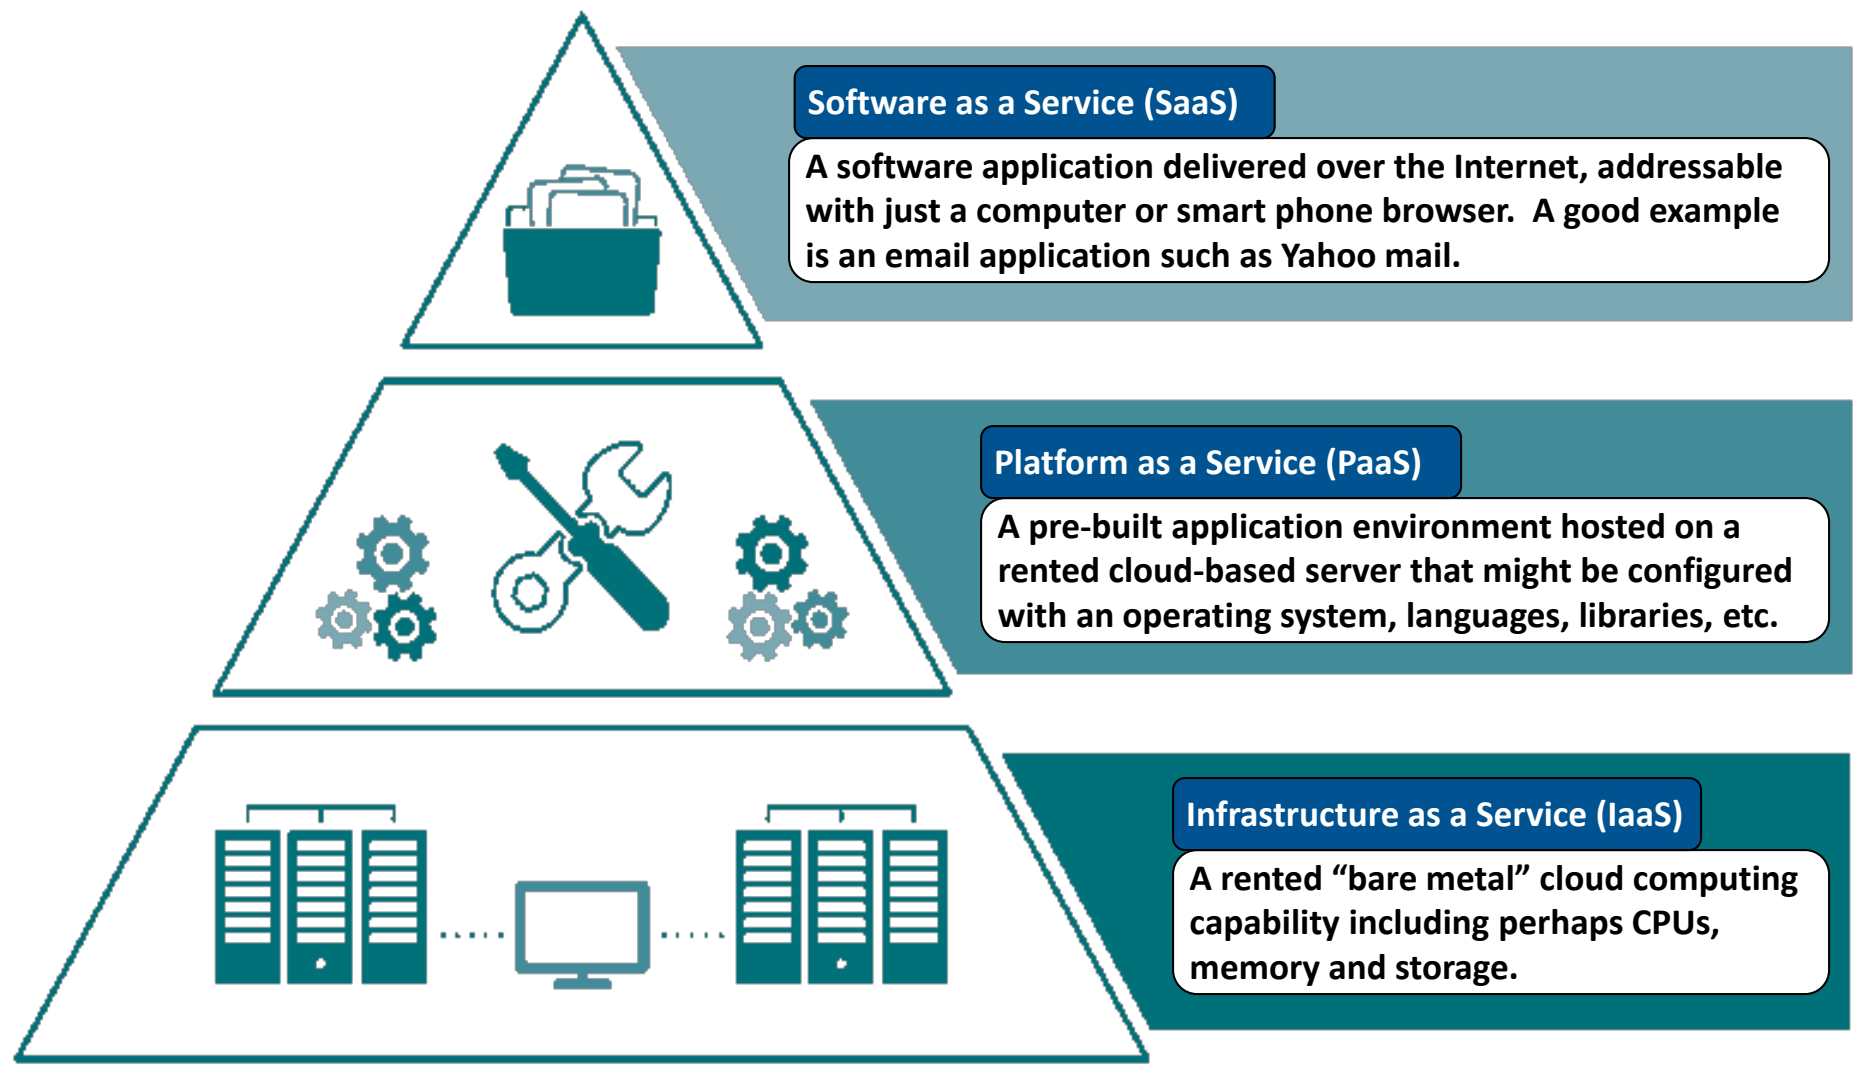 Software as a Service (SaaS)
A software application delivered over the Internet, addressable
with just a computer or smart phone browser.  A good example
is an email application such as Yahoo mail.
Platform as a Service (PaaS)
A pre-built application environment hosted on a
rented cloud-based server that might be configured
with an operating system, languages, libraries, etc.
Infrastructure as a Service (IaaS)
A rented “bare metal” cloud computing
capability including perhaps CPUs,
memory and storage.